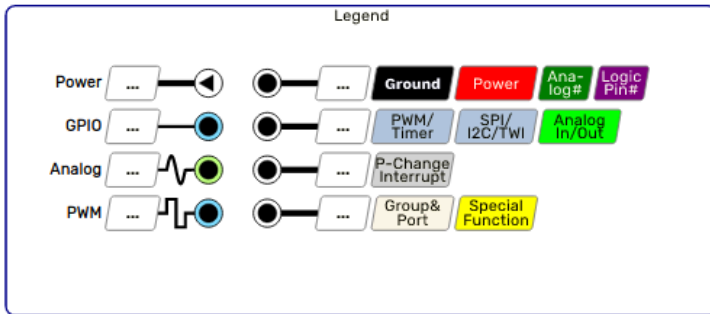 Legend
Power ... ... Ground Power Ana-
log# Logic
Pin#
GPIO ... ... PWM/
Timer SPI/
I2C/TWI Analog
In/Out
Analog ... ... P-Change
Interrupt
PWM ... ... Group&
Port Special
Function